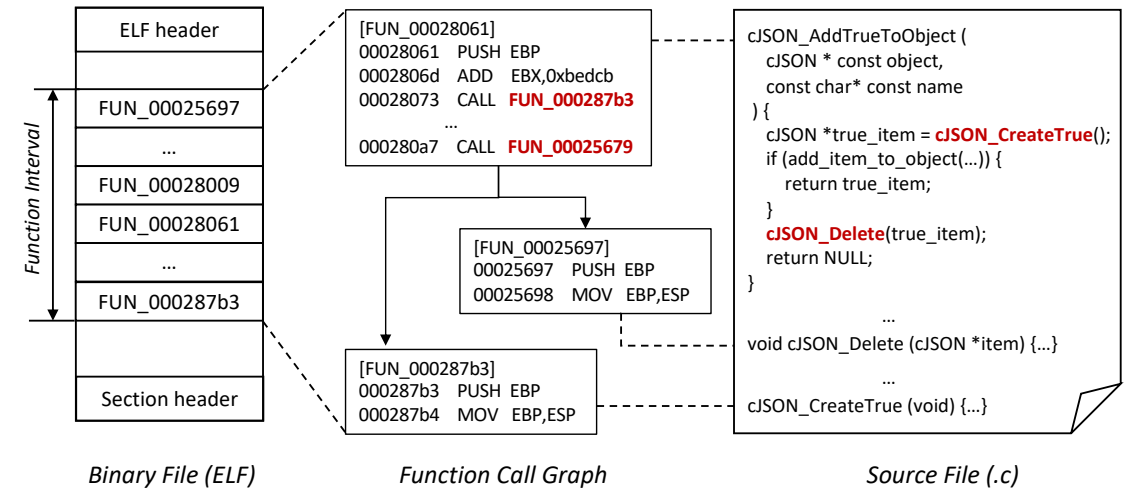 ELF header
FUN_00025697
...
FUN_00028009
FUN_00028061
...
FUN_000287b3
Section header
Function Interval
Binary File (ELF)
[FUN_00028061]
00028061 PUSH EBP
0002806d ADD EBX,0xbedcb
00028073 CALL FUN_000287b3
...
000280a7 CALL FUN_00025679
[FUN_00025697]
00025697 PUSH EBP
00025698 MOV EBP,ESP
[FUN_000287b3]
000287b3 PUSH EBP
000287b4 MOV EBP,ESP
Function Call Graph
cJSON_AddTrueToObject (
cJSON * const object,
const char* const name
) {
cJSON *true_item = cJSON_CreateTrue();
if (add_item_to_object(...)) {
return true_item;
}
cJSON_Delete(true_item);
return NULL;
}
...
void cJSON_Delete (cJSON *item) {...}
...
cJSON_CreateTrue (void) {...}
Source File (.c)